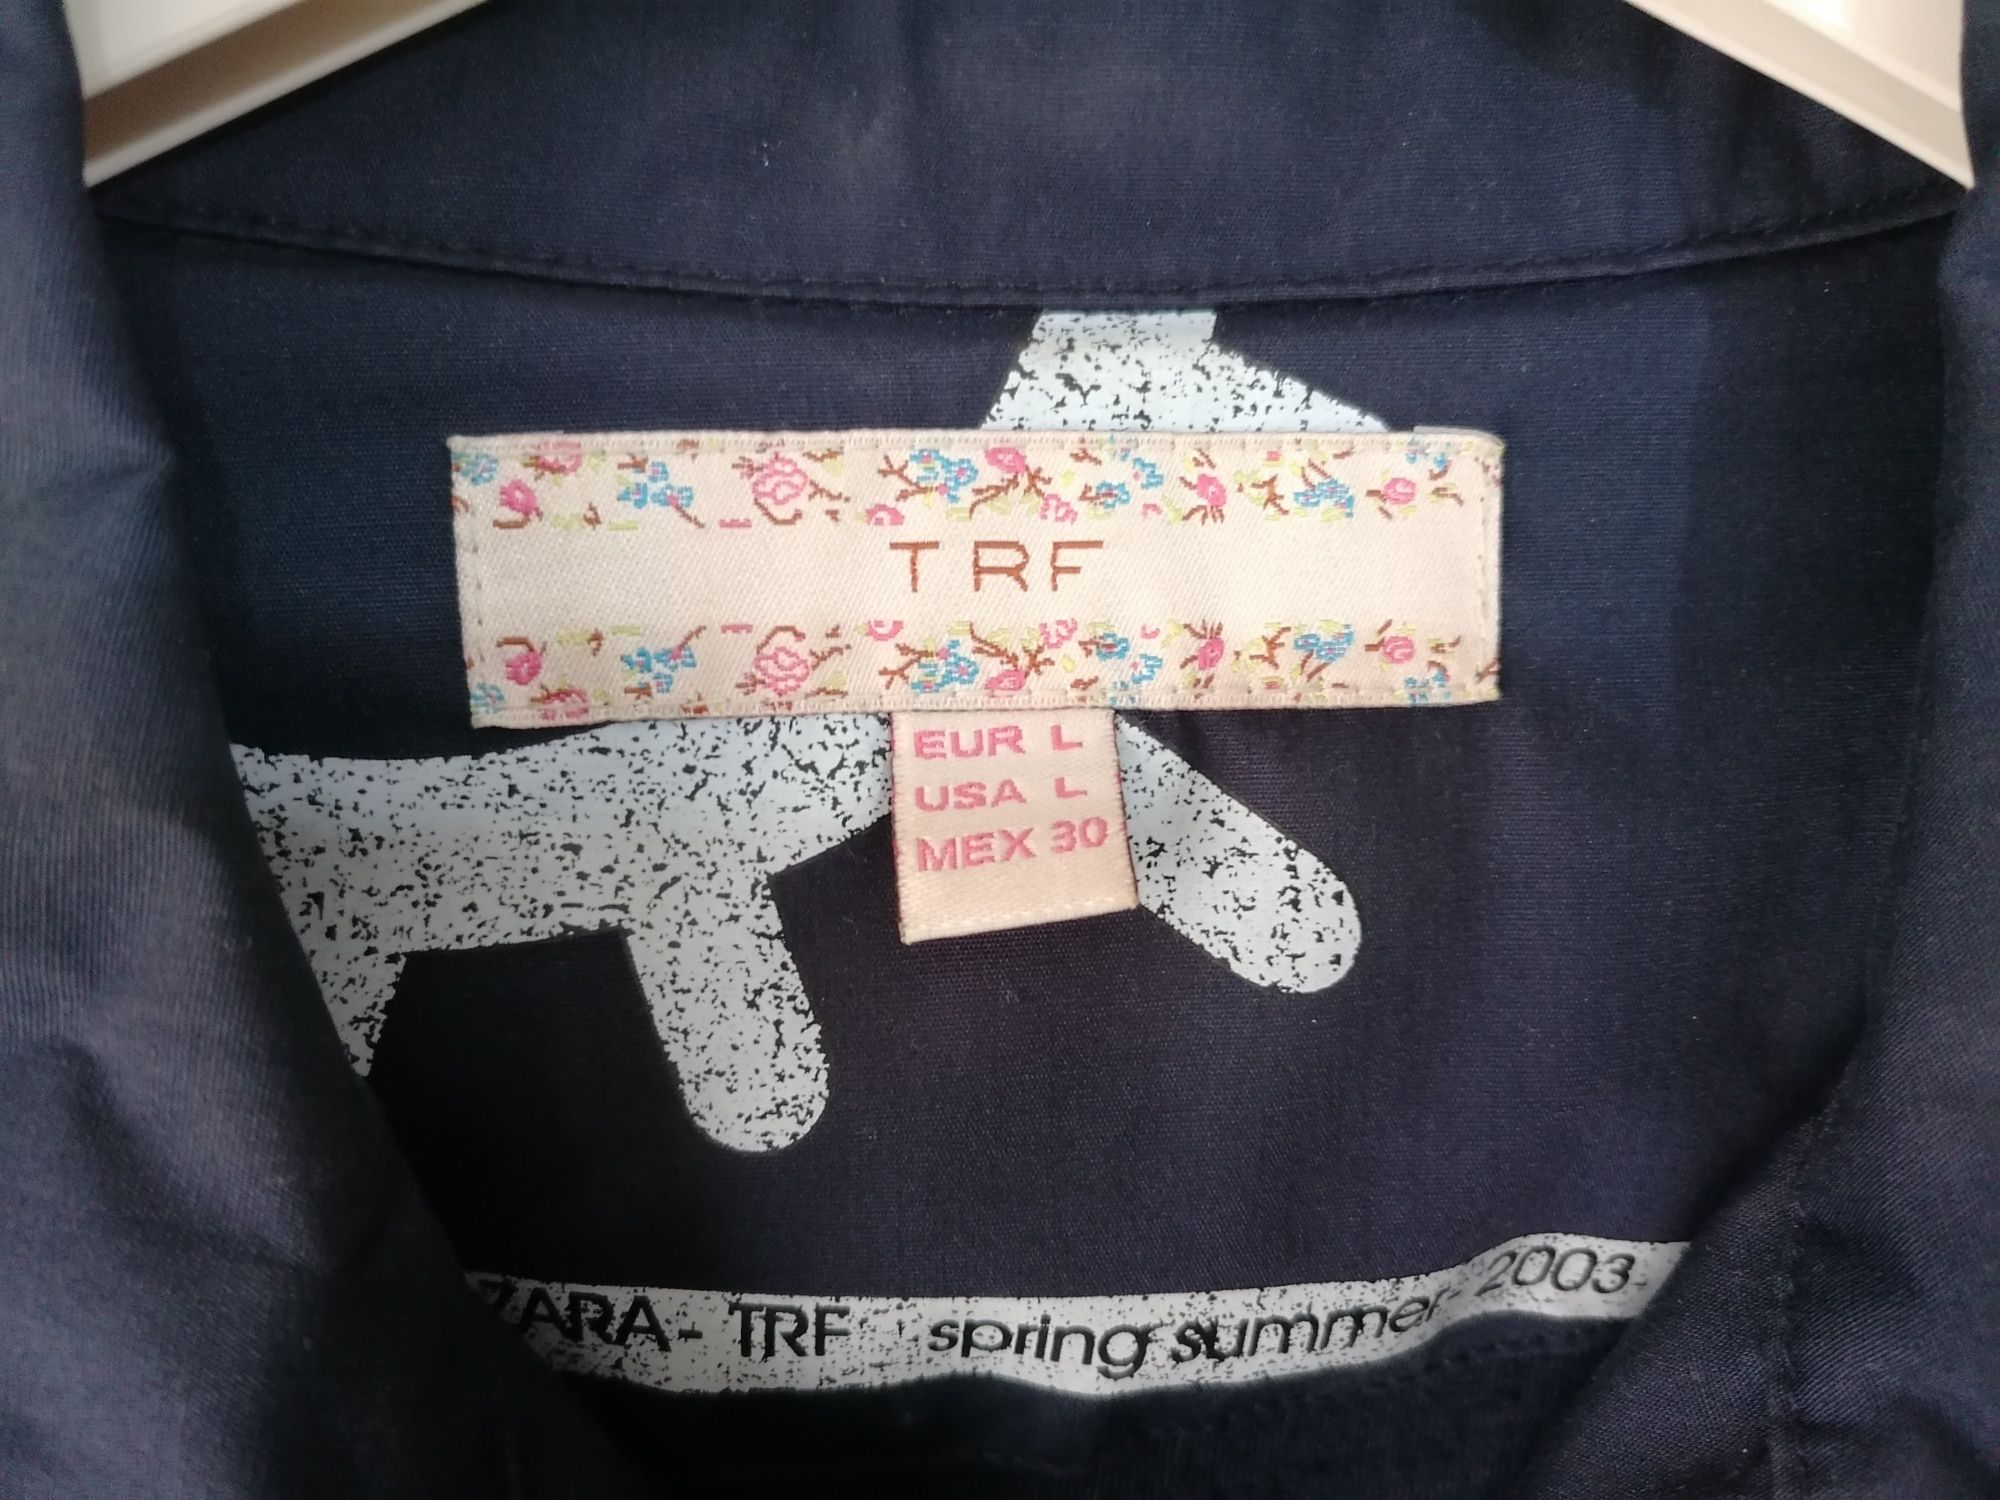 TRF
EUR L
USA L
MEX 30
ZARA - TRF spring summer - 2003